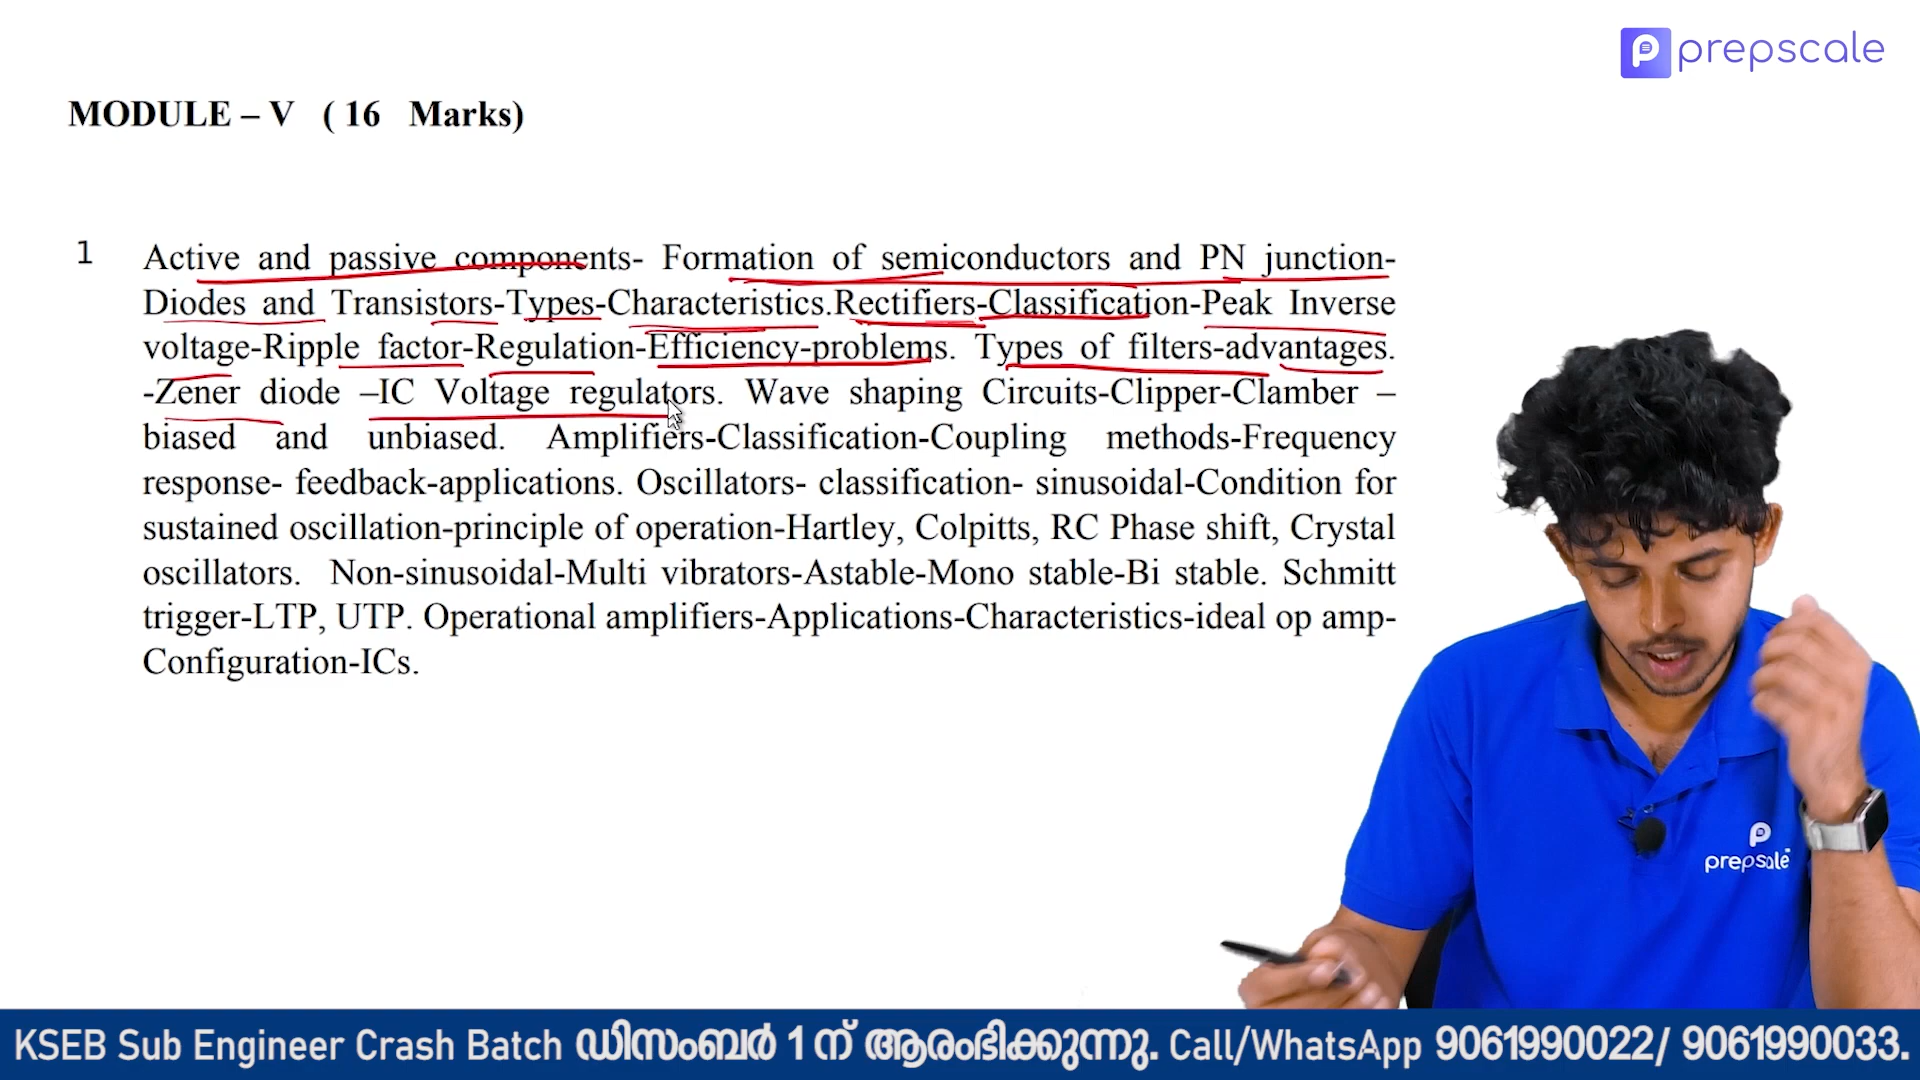 prepscale
MODULE – V ( 16 Marks)
1 Active and passive components- Formation of semiconductors and PN junction-
Diodes and Transistors-Types-Characteristics.Rectifiers-Classification-Peak Inverse
voltage-Ripple factor-Regulation-Efficiency-problems. Types of filters-advantages.
-Zener diode –IC Voltage regulators. Wave shaping Circuits-Clipper-Clamber –
biased and unbiased. Amplifiers-Classification-Coupling methods-Frequency
response- feedback-applications. Oscillators- classification- sinusoidal-Condition for
sustained oscillation-principle of operation-Hartley, Colpitts, RC Phase shift, Crystal
oscillators. Non-sinusoidal-Multi vibrators-Astable-Mono stable-Bi stable. Schmitt
trigger-LTP, UTP. Operational amplifiers-Applications-Characteristics-ideal op amp-
Configuration-ICs.
prepscale
KSEB Sub Engineer Crash Batch ഡിസംബർ 1 ന് ആരംഭിക്കുന്നു. Call/WhatsApp 9061990022/ 9061990033.